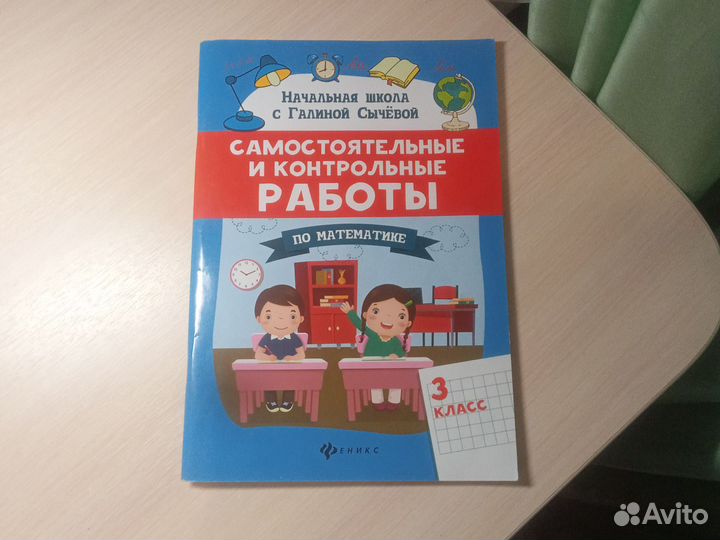 Начальная школа
с Галиной Сычёвой
САМОСТОЯТЕЛЬНЫЕ
И КОНТРОЛЬНЫЕ
РАБОТЫ
ПО МАТЕМАТИКЕ
3
КЛАСС
ФЕНИКС
Avito